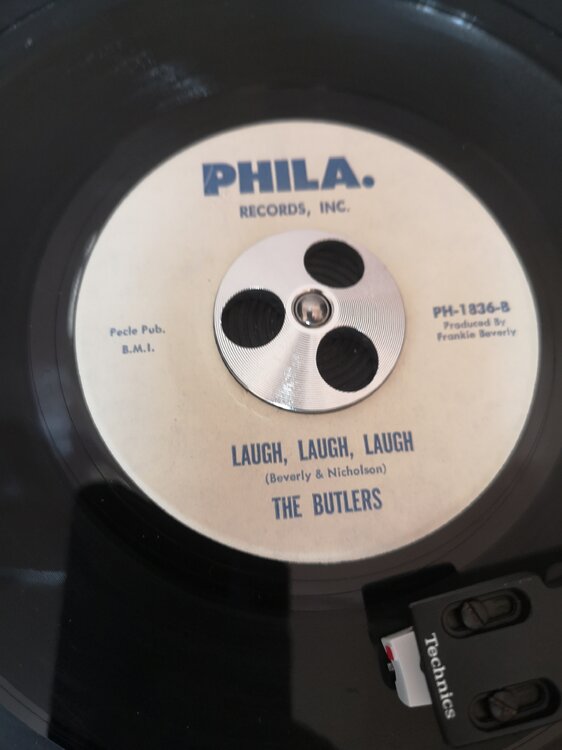 PHILA.
RECORDS, INC.
Pecle Pub.
B.M.I.
PH-1836-B
Produced By
Frankie Beverly
LAUGH, LAUGH, LAUGH
(Beverly & Nicholson)
THE BUTLERS
Technics